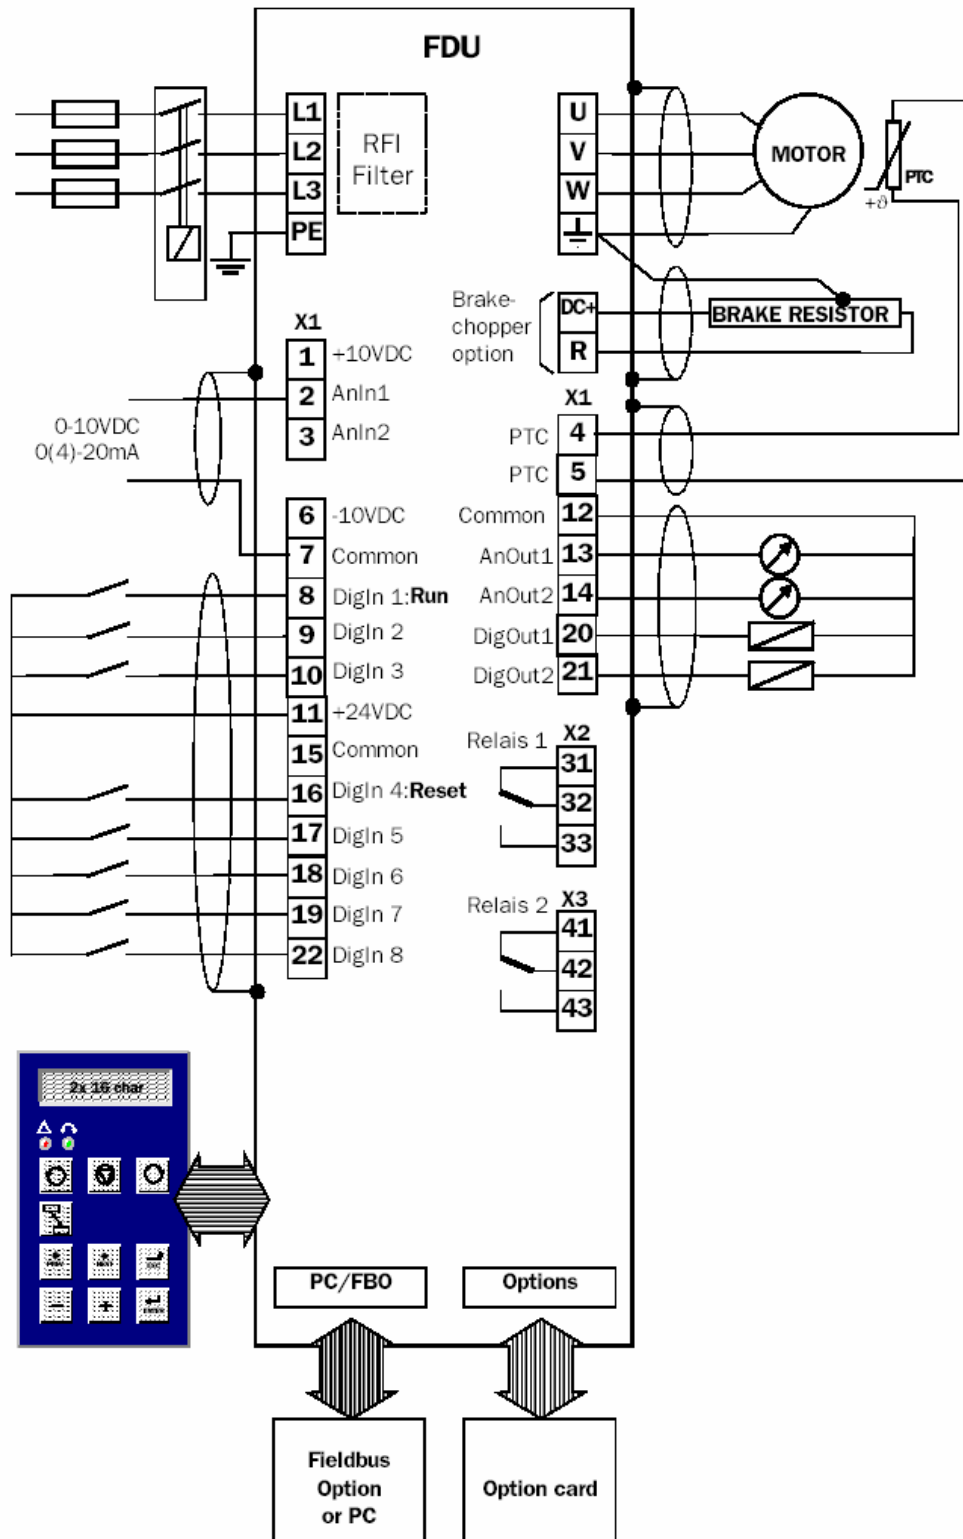 FDU
L1
L2
L3
PE
RFI
Filter
U
V
W
MOTOR
PTC
+ϑ
Brake-
chopper
option
DC+
R
BRAKE RESISTOR
X1
1 +10VDC
2 AnIn1
3 AnIn2
0-10VDC
0(4)-20mA
6 -10VDC
7 Common
8 DigIn 1:Run
9 DigIn 2
10 DigIn 3
11 +24VDC
15 Common
16 DigIn 4:Reset
17 DigIn 5
18 DigIn 6
19 DigIn 7
22 DigIn 8
X1
PTC 4
PTC 5
Common 12
AnOut1 13
AnOut2 14
DigOut1 20
DigOut2 21
Relais 1 X2
31
32
33
Relais 2 X3
41
42
43
2x 16 char
PREV
NEXT
ESC
ENTER
PC/FBO
Options
Fieldbus
Option
or PC
Option card